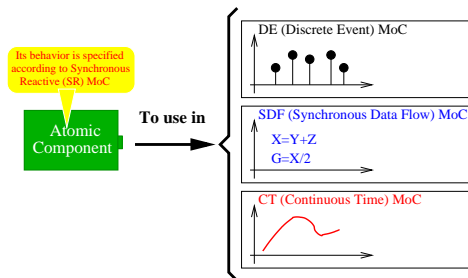 Its behavior is specified
according to Synchronous
Reactive (SR) MoC
Atomic
Component
To use in
DE (Discrete Event) MoC
SDF (Synchronous Data Flow) MoC
X=Y+Z
G=X/2
CT (Continuous Time) MoC